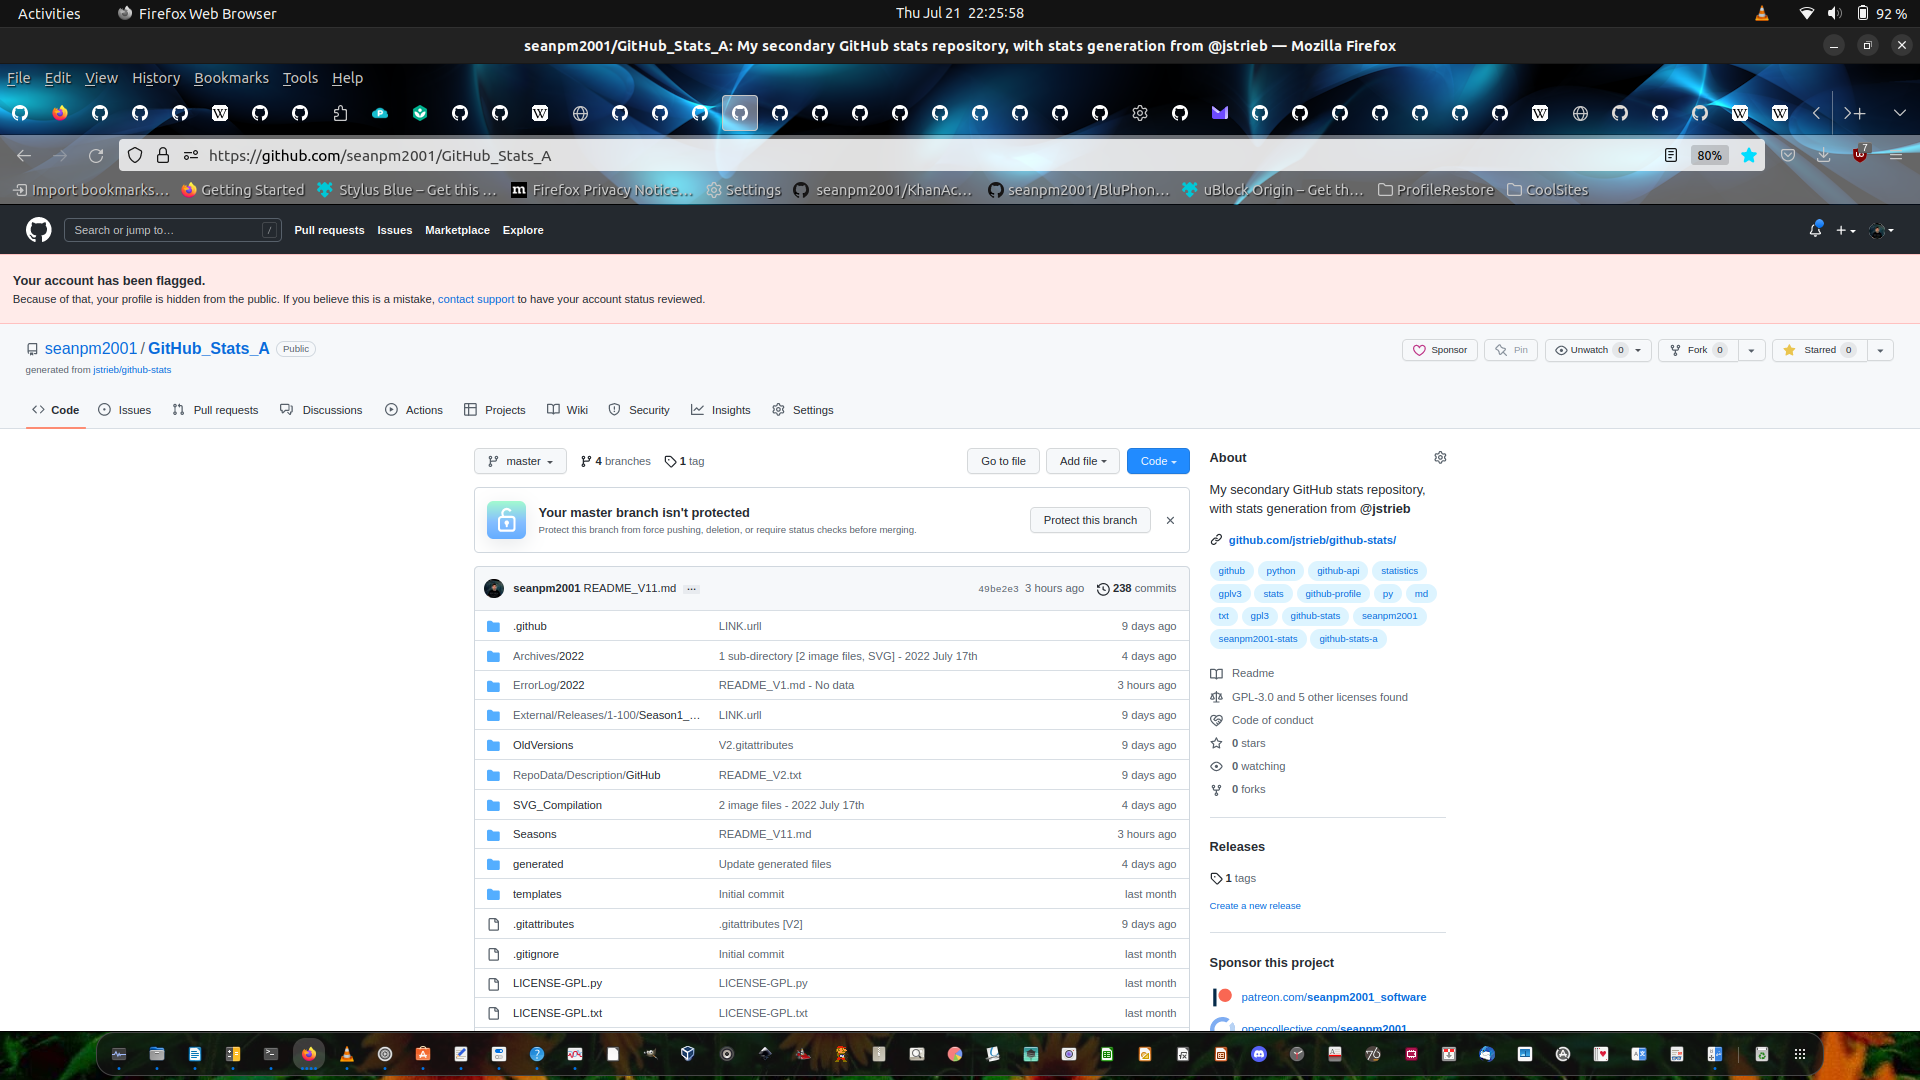 Activities
Firefox Web Browser
Thu Jul 21 22:25:58
92 %
seanpm2001/GitHub_Stats_A: My secondary GitHub stats repository, with stats generation from @jstrieb — Mozilla Firefox
File Edit View History Bookmarks Tools Help
https://github.com/seanpm2001/GitHub_Stats_A
80%
7
Import bookmarks… Getting Started Stylus Blue – Get this … Firefox Privacy Notice… Settings seanpm2001/KhanAc… seanpm2001/BluPhon… uBlock Origin – Get th… ProfileRestore CoolSites
Search or jump to… /
Pull requests Issues Marketplace Explore
Your account has been flagged.
Because of that, your profile is hidden from the public. If you believe this is a mistake, contact support to have your account status reviewed.
seanpm2001 / GitHub_Stats_A Public
generated from jstrieb/github-stats
Sponsor Pin Unwatch 0 Fork 0 Starred 0
Code Issues Pull requests Discussions Actions Projects Wiki Security Insights Settings
master 4 branches 1 tag
Go to file Add file Code
Your master branch isn't protected
Protect this branch from force pushing, deletion, or require status checks before merging.
Protect this branch
seanpm2001 README_V11.md … 49be2e3 3 hours ago 238 commits
.github LINK.urll 9 days ago
Archives/2022 1 sub-directory [2 image files, SVG] - 2022 July 17th 4 days ago
ErrorLog/2022 README_V1.md - No data 3 hours ago
External/Releases/1-100/Season1_… LINK.urll 9 days ago
OldVersions V2.gitattributes 9 days ago
RepoData/Description/GitHub README_V2.txt 9 days ago
SVG_Compilation 2 image files - 2022 July 17th 4 days ago
Seasons README_V11.md 3 hours ago
generated Update generated files 4 days ago
templates Initial commit last month
.gitattributes .gitattributes [V2] 9 days ago
.gitignore Initial commit last month
LICENSE-GPL.py LICENSE-GPL.py last month
LICENSE-GPL.txt LICENSE-GPL.txt last month
About
My secondary GitHub stats repository,
with stats generation from @jstrieb
github.com/jstrieb/github-stats/
github python github-api statistics
gplv3 stats github-profile py md
txt gpl3 github-stats seanpm2001
seanpm2001-stats github-stats-a
Readme
GPL-3.0 and 5 other licenses found
Code of conduct
0 stars
0 watching
0 forks
Releases
1 tags
Create a new release
Sponsor this project
patreon.com/seanpm2001_software
opencollective.com/seanpm2001